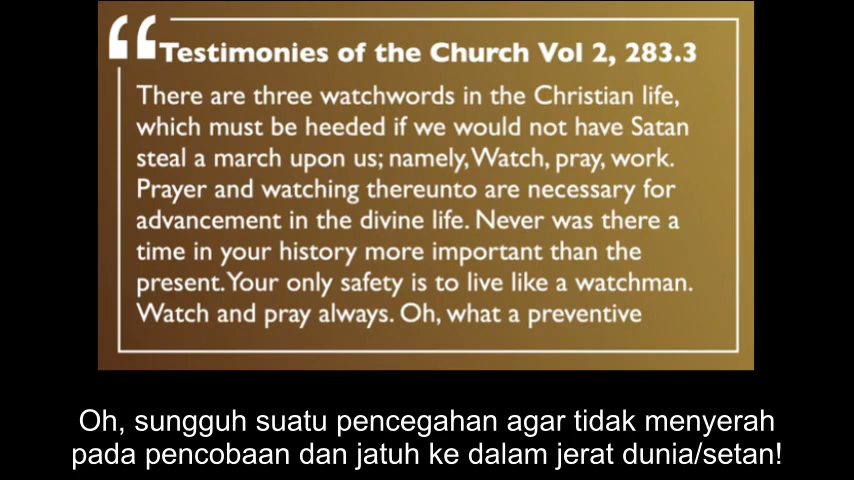 Testimonies of the Church Vol 2, 283.3
There are three watchwords in the Christian life,
which must be heeded if we would not have Satan
steal a march upon us; namely, Watch, pray, work.
Prayer and watching thereunto are necessary for
advancement in the divine life. Never was there a
time in your history more important than the
present. Your only safety is to live like a watchman.
Watch and pray always. Oh, what a preventive
Oh, sungguh suatu pencegahan agar tidak menyerah
pada pencobaan dan jatuh ke dalam jerat dunia/setan!